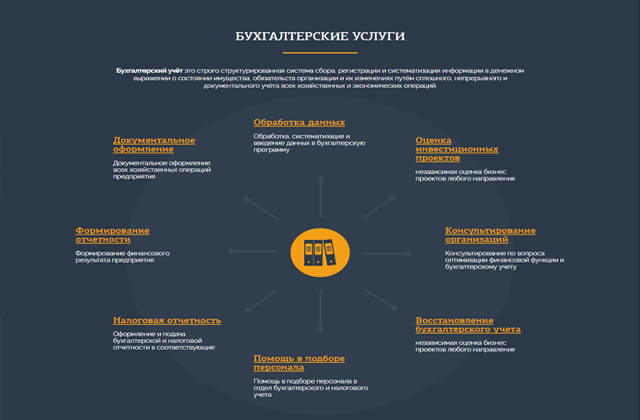 БУХГАЛТЕРСКИЕ УСЛУГИ
Бухгалтерский учёт это строго структурированная система сбора, регистрации и систематизации информации в денежном
выражении о состоянии имущества, обязательств организации и их изменениях путём сплошного, непрерывного и
документального учёта всех хозяйственных и экономических операций.
Обработка данных
Обработка, систематизация и
введение данных в бухгалтерскую
программу
Документальное
оформление
Документальное оформление
всех хозяйственных операций
предприятия
Оценка
инвестиционных
проектов
независимая оценка бизнес
проектов любого направления
Формирование
отчетности
Формирование финансового
результата предприятия
Консультирование
организаций
Консультирование по вопроса
оптимизации финансовой функции и
бухгалтерскому учету
Налоговая отчетность
Оформление и подача
бухгалтерской и налоговой
отчетности в соответствующие
Восстановление
бухгалтерского учета
независимая оценка бизнес
проектов любого направления
Помощь в подборе
персонала
Помощь в подборе персонала в
отдел бухгалтерского и налогового
учета